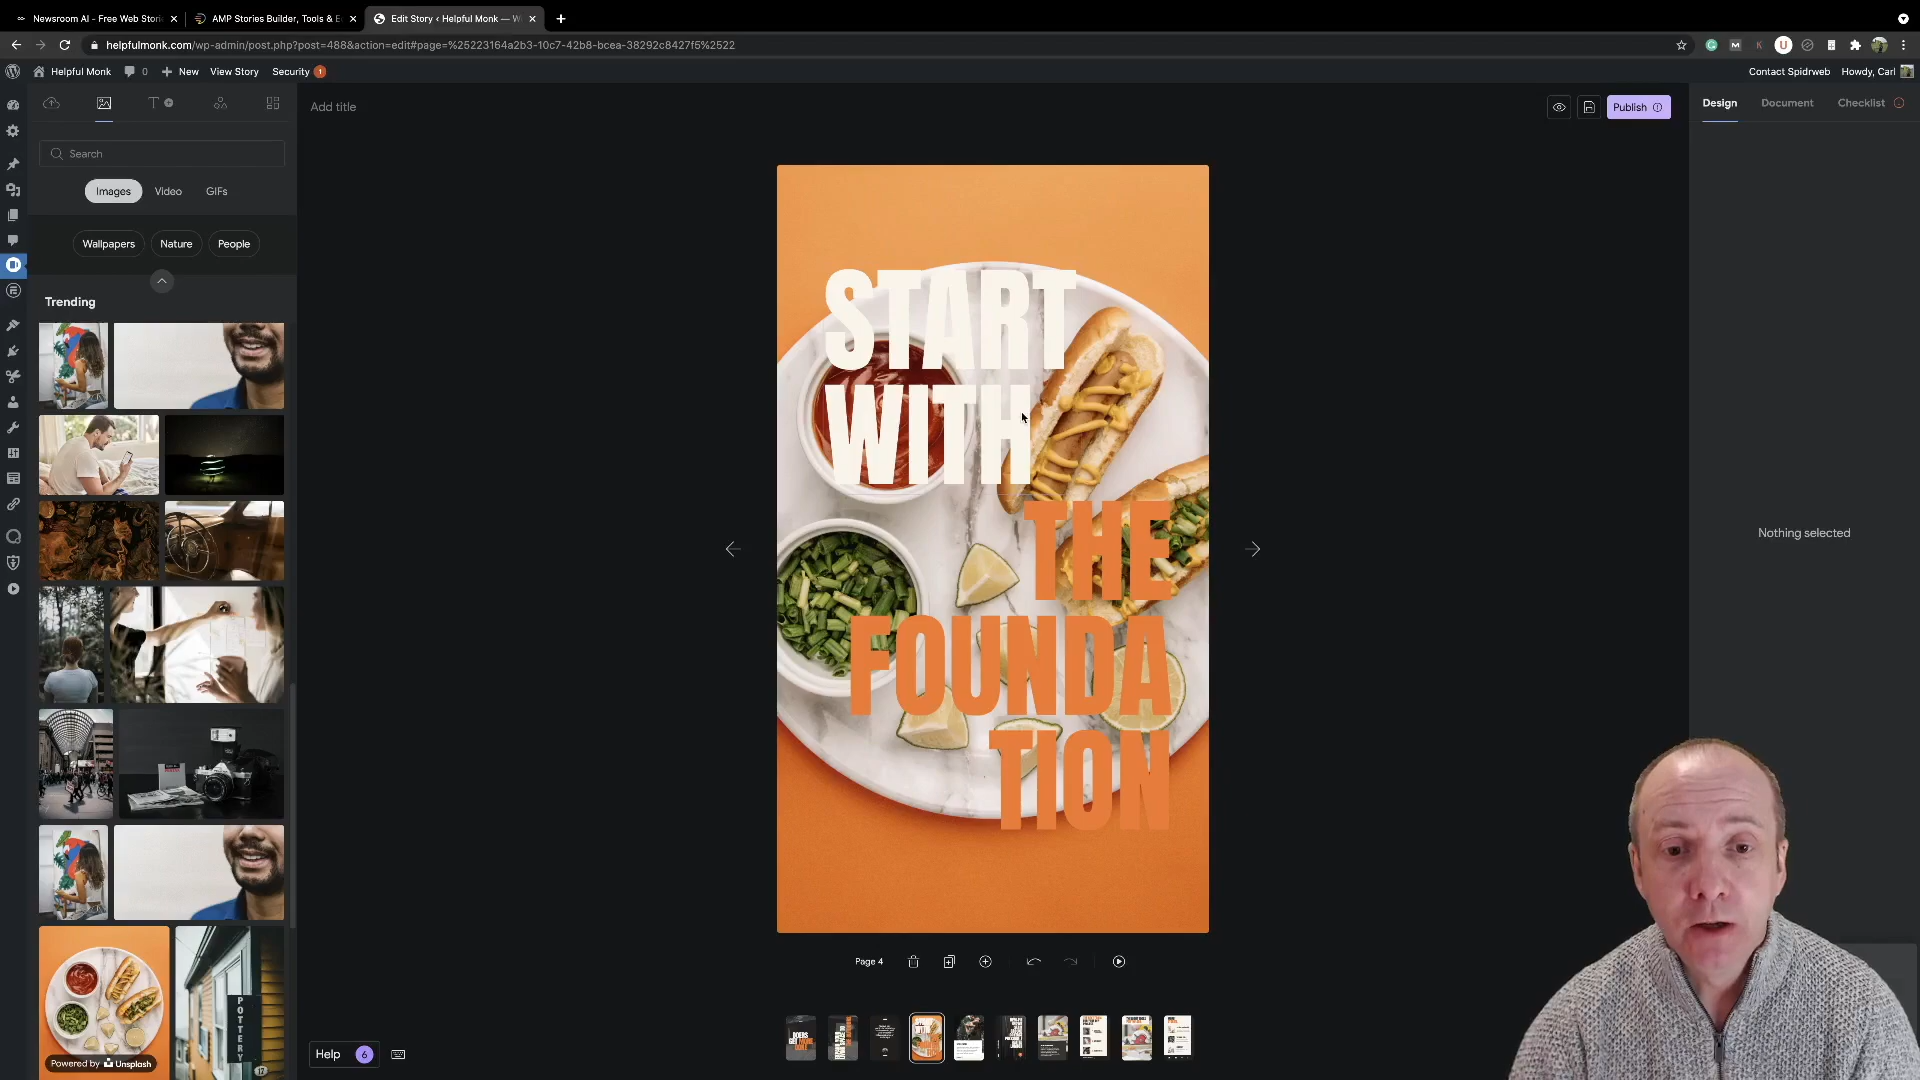 Newsroom AI - Free Web Stori
AMP Stories Builder, Tools & E
Edit Story ‹ Helpful Monk — W
helpfulmonk.com/wp-admin/post.php?post=488&action=edit#page=%25223164a2b3-10c7-42b8-bcea-38292c8427f5%2522
Helpful Monk
0
New
View Story
Security
1
Contact Spidrweb
Howdy, Carl
Add title
Publish
Design
Document
Checklist
Search
Images
Video
GIFs
Wallpapers
Nature
People
Trending
START
WITH
THE
FOUNDA
TION
Nothing selected
POTTERY
Powered by Unsplash
Page 4
Help
6